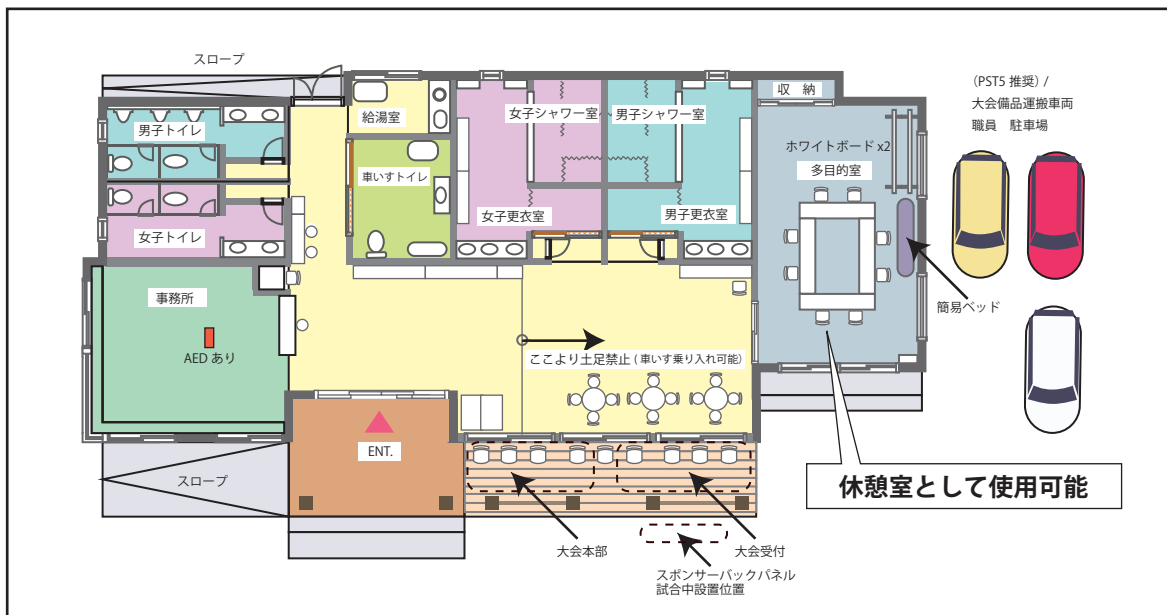 スロープ
(PST5 推奨) /
大会備品運搬車両
職員　駐車場
収　納
給湯室
女子シャワー室
男子シャワー室
男子トイレ
ホワイトボード x2
多目的室
車いすトイレ
女子更衣室
男子更衣室
女子トイレ
事務所
簡易ベッド
AED あり
ここより土足禁止 ( 車いす乗り入れ可能)
ENT.
スロープ
休憩室として使用可能
大会本部
大会受付
スポンサーバックパネル
試合中設置位置